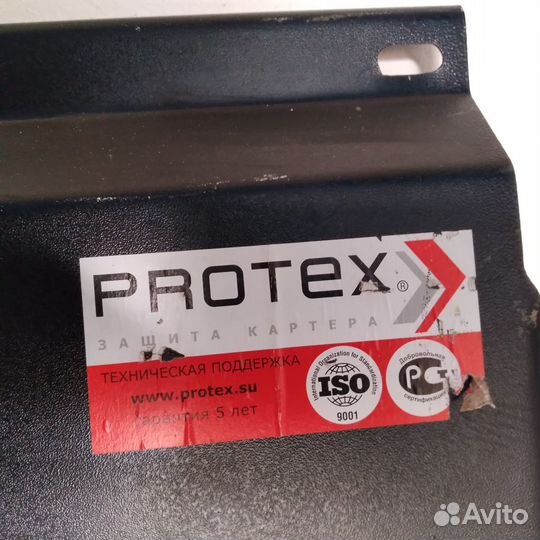 PROTEX®
ЗАЩИТА КАРТЕРА
ТЕХНИЧЕСКАЯ ПОДДЕРЖКА
www.protex.su
гарантия 5 лет
International Organization for Standardization
ISO
9001
Добровольная
РСТ
сертификация
Avito